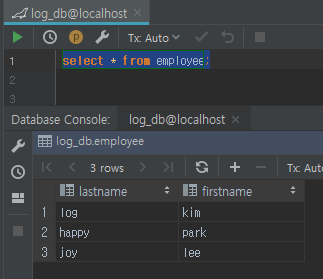 log_db@localhost
Tx: Auto
1 select * from employee;
2
3
Database Console: log_db@localhost
log_db.employee
3 rows Tx: Aut
lastname firstname
1 log kim
2 happy park
3 joy lee